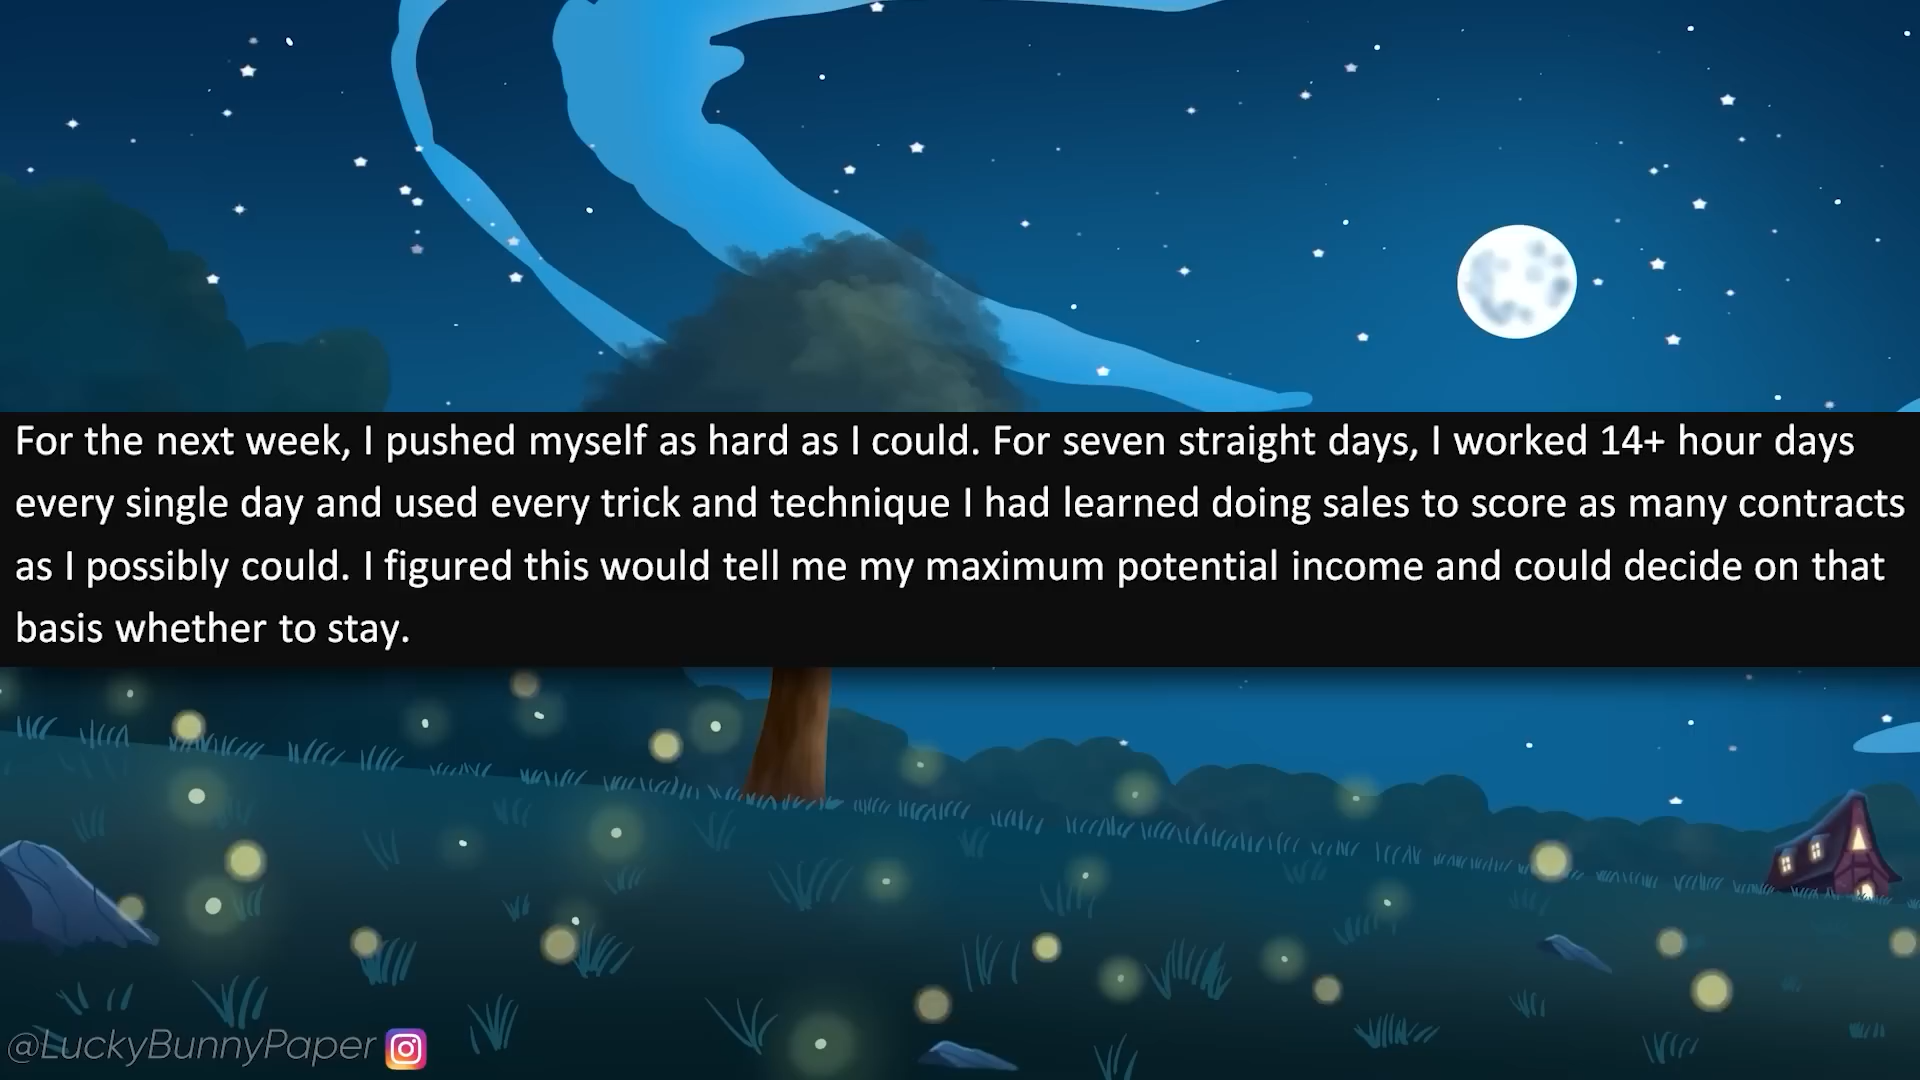 For the next week, I pushed myself as hard as I could. For seven straight days, I worked 14+ hour days
every single day and used every trick and technique I had learned doing sales to score as many contracts
as I possibly could. I figured this would tell me my maximum potential income and could decide on that
basis whether to stay.
@LuckyBunnyPaper